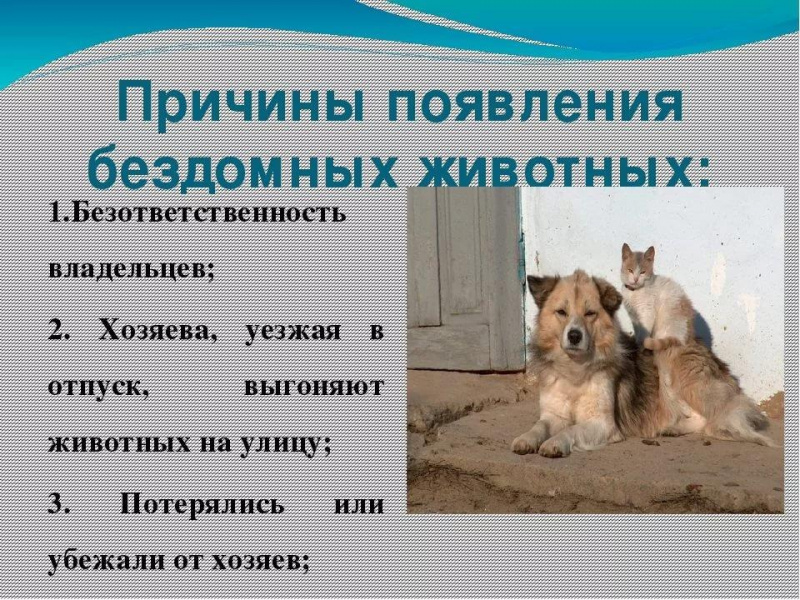 Причины появления
бездомных животных:
1.Безответственность
владельцев;
2. Хозяева, уезжая в
отпуск, выгоняют
животных на улицу;
3. Потерялись или
убежали от хозяев;